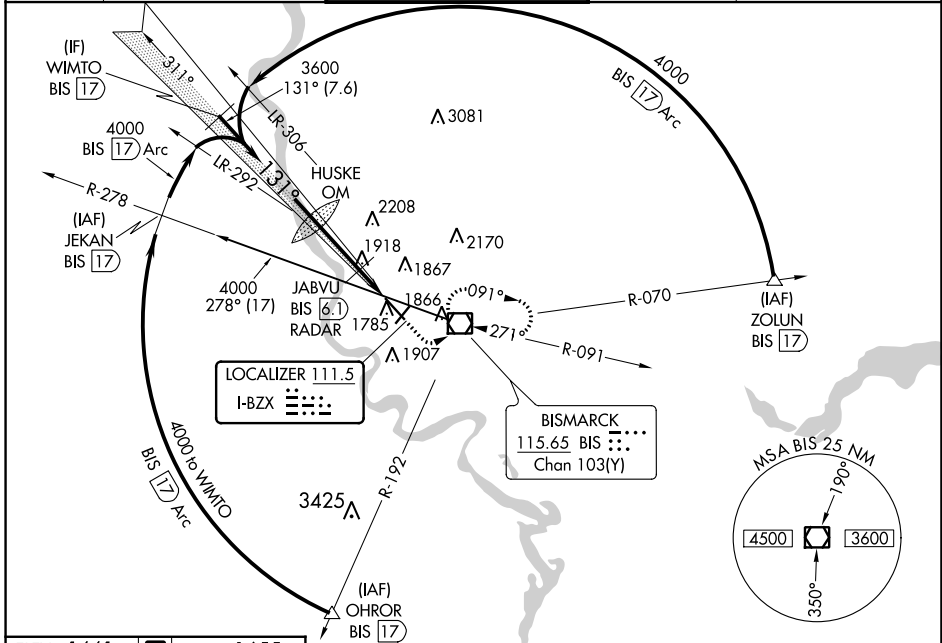 (IF)
WIMTO
BIS 17
311°
3600
131° (7.6)
4000
BIS 17 Arc
3081
4000
BIS 17 Arc
LR-306
LR-292
131°
HUSKE
OM
R-278
(IAF)
JEKAN
BIS 17
2208
1918
2170
1867
4000
278° (17)
JABVU
BIS 6.1
RADAR
1866
1785
1907
091°
271°
R-070
R-091
(IAF)
ZOLUN
BIS 17
LOCALIZER 111.5
I-BZX
BISMARCK
115.65 BIS
Chan 103(Y)
4000 to WIMTO
BIS 17 Arc
R-192
3425
(IAF)
OHROR
BIS 17
MSA BIS 25 NM
190°
4500
3600
350°